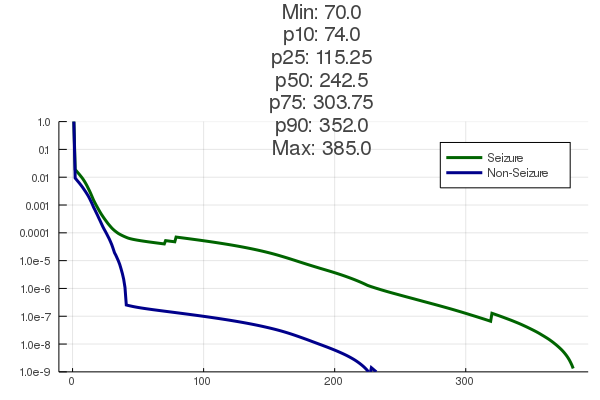 Min: 70.0
p10: 74.0
p25: 115.25
p50: 242.5
p75: 303.75
p90: 352.0
Max: 385.0
1.0
0.1
0.01
0.001
0.0001
1.0e-5
1.0e-6
1.0e-7
1.0e-8
1.0e-9
Seizure
Non-Seizure
0
100
200
300